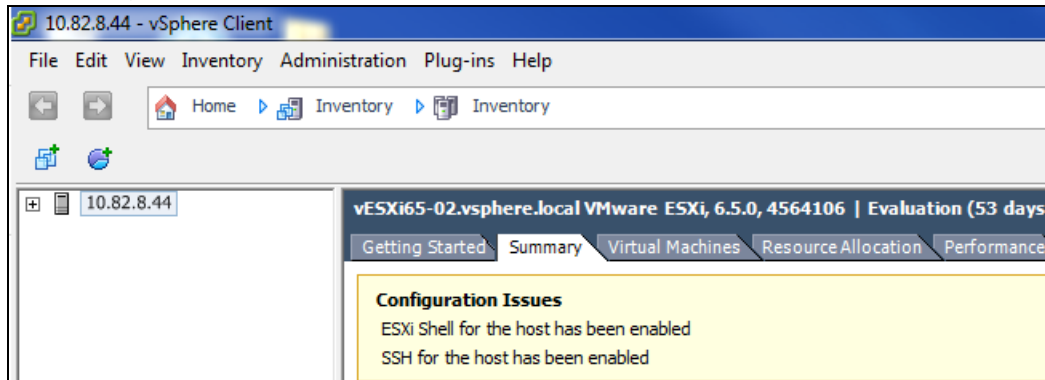 10.82.8.44 - vSphere Client
File Edit View Inventory Administration Plug-ins Help
Home Inventory Inventory
10.82.8.44
vESXi65-02.vsphere.local VMware ESXi, 6.5.0, 4564106 | Evaluation (53 days
Getting Started Summary Virtual Machines Resource Allocation Performance
Configuration Issues
ESXi Shell for the host has been enabled
SSH for the host has been enabled